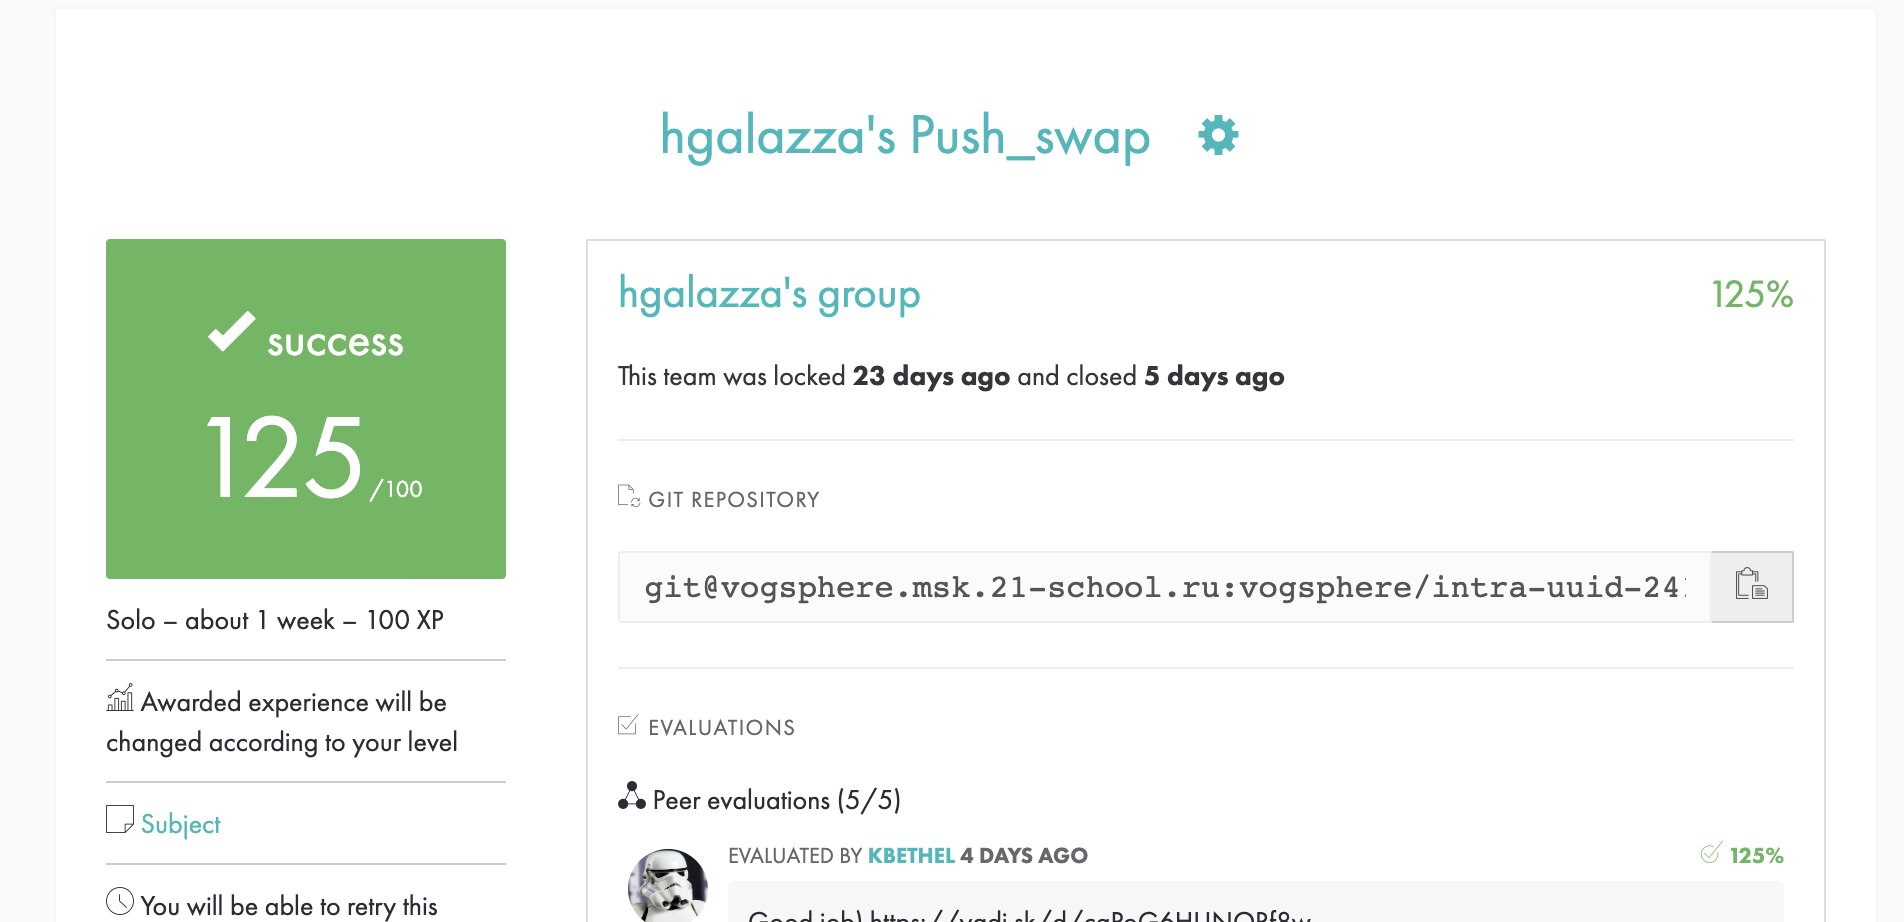 hgalazza's Push_swap
success
125 /100
Solo – about 1 week – 100 XP
Awarded experience will be
changed according to your level
Subject
You will be able to retry this
hgalazza's group
125%
This team was locked 23 days ago and closed 5 days ago
GIT REPOSITORY
git@vogsphere.msk.21-school.ru:vogsphere/intra-uuid-241
EVALUATIONS
Peer evaluations (5/5)
EVALUATED BY KBETHEL 4 DAYS AGO
125%
Good job)